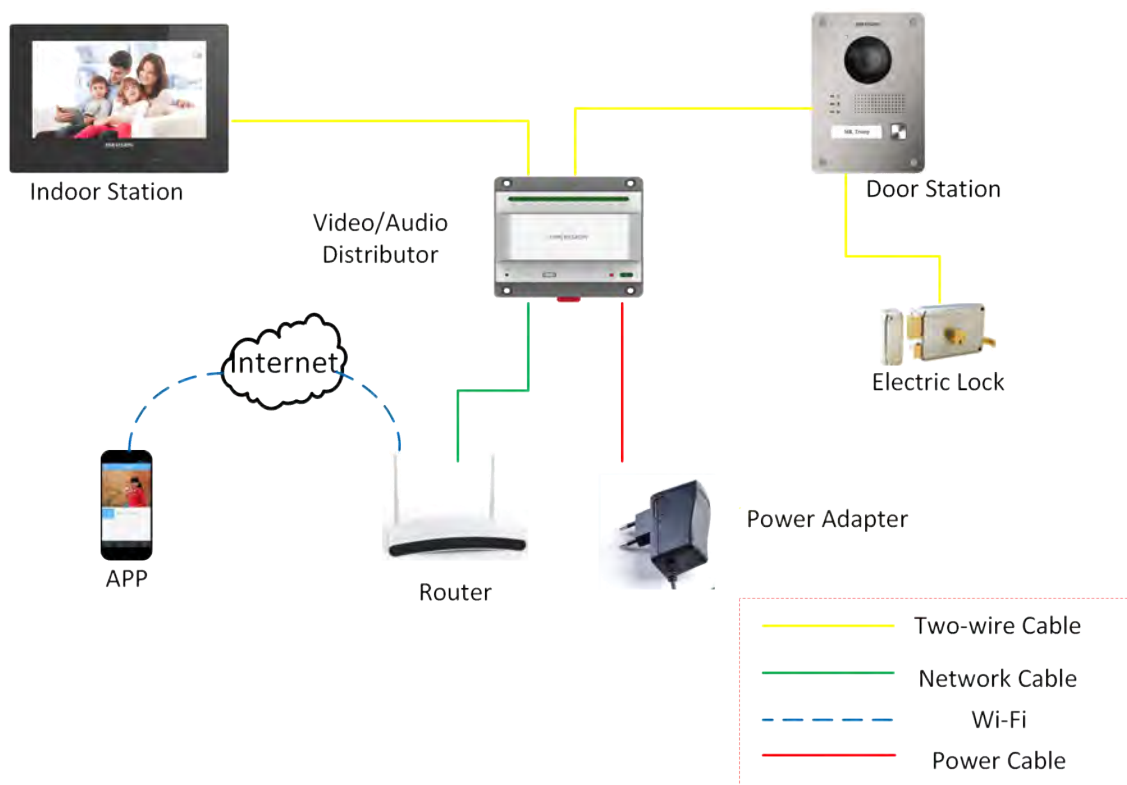 HIKVISION
Indoor Station
Video/Audio
Distributor
Door Station
Electric Lock
Internet
APP
Router
Power Adapter
Two-wire Cable
Network Cable
Wi-Fi
Power Cable